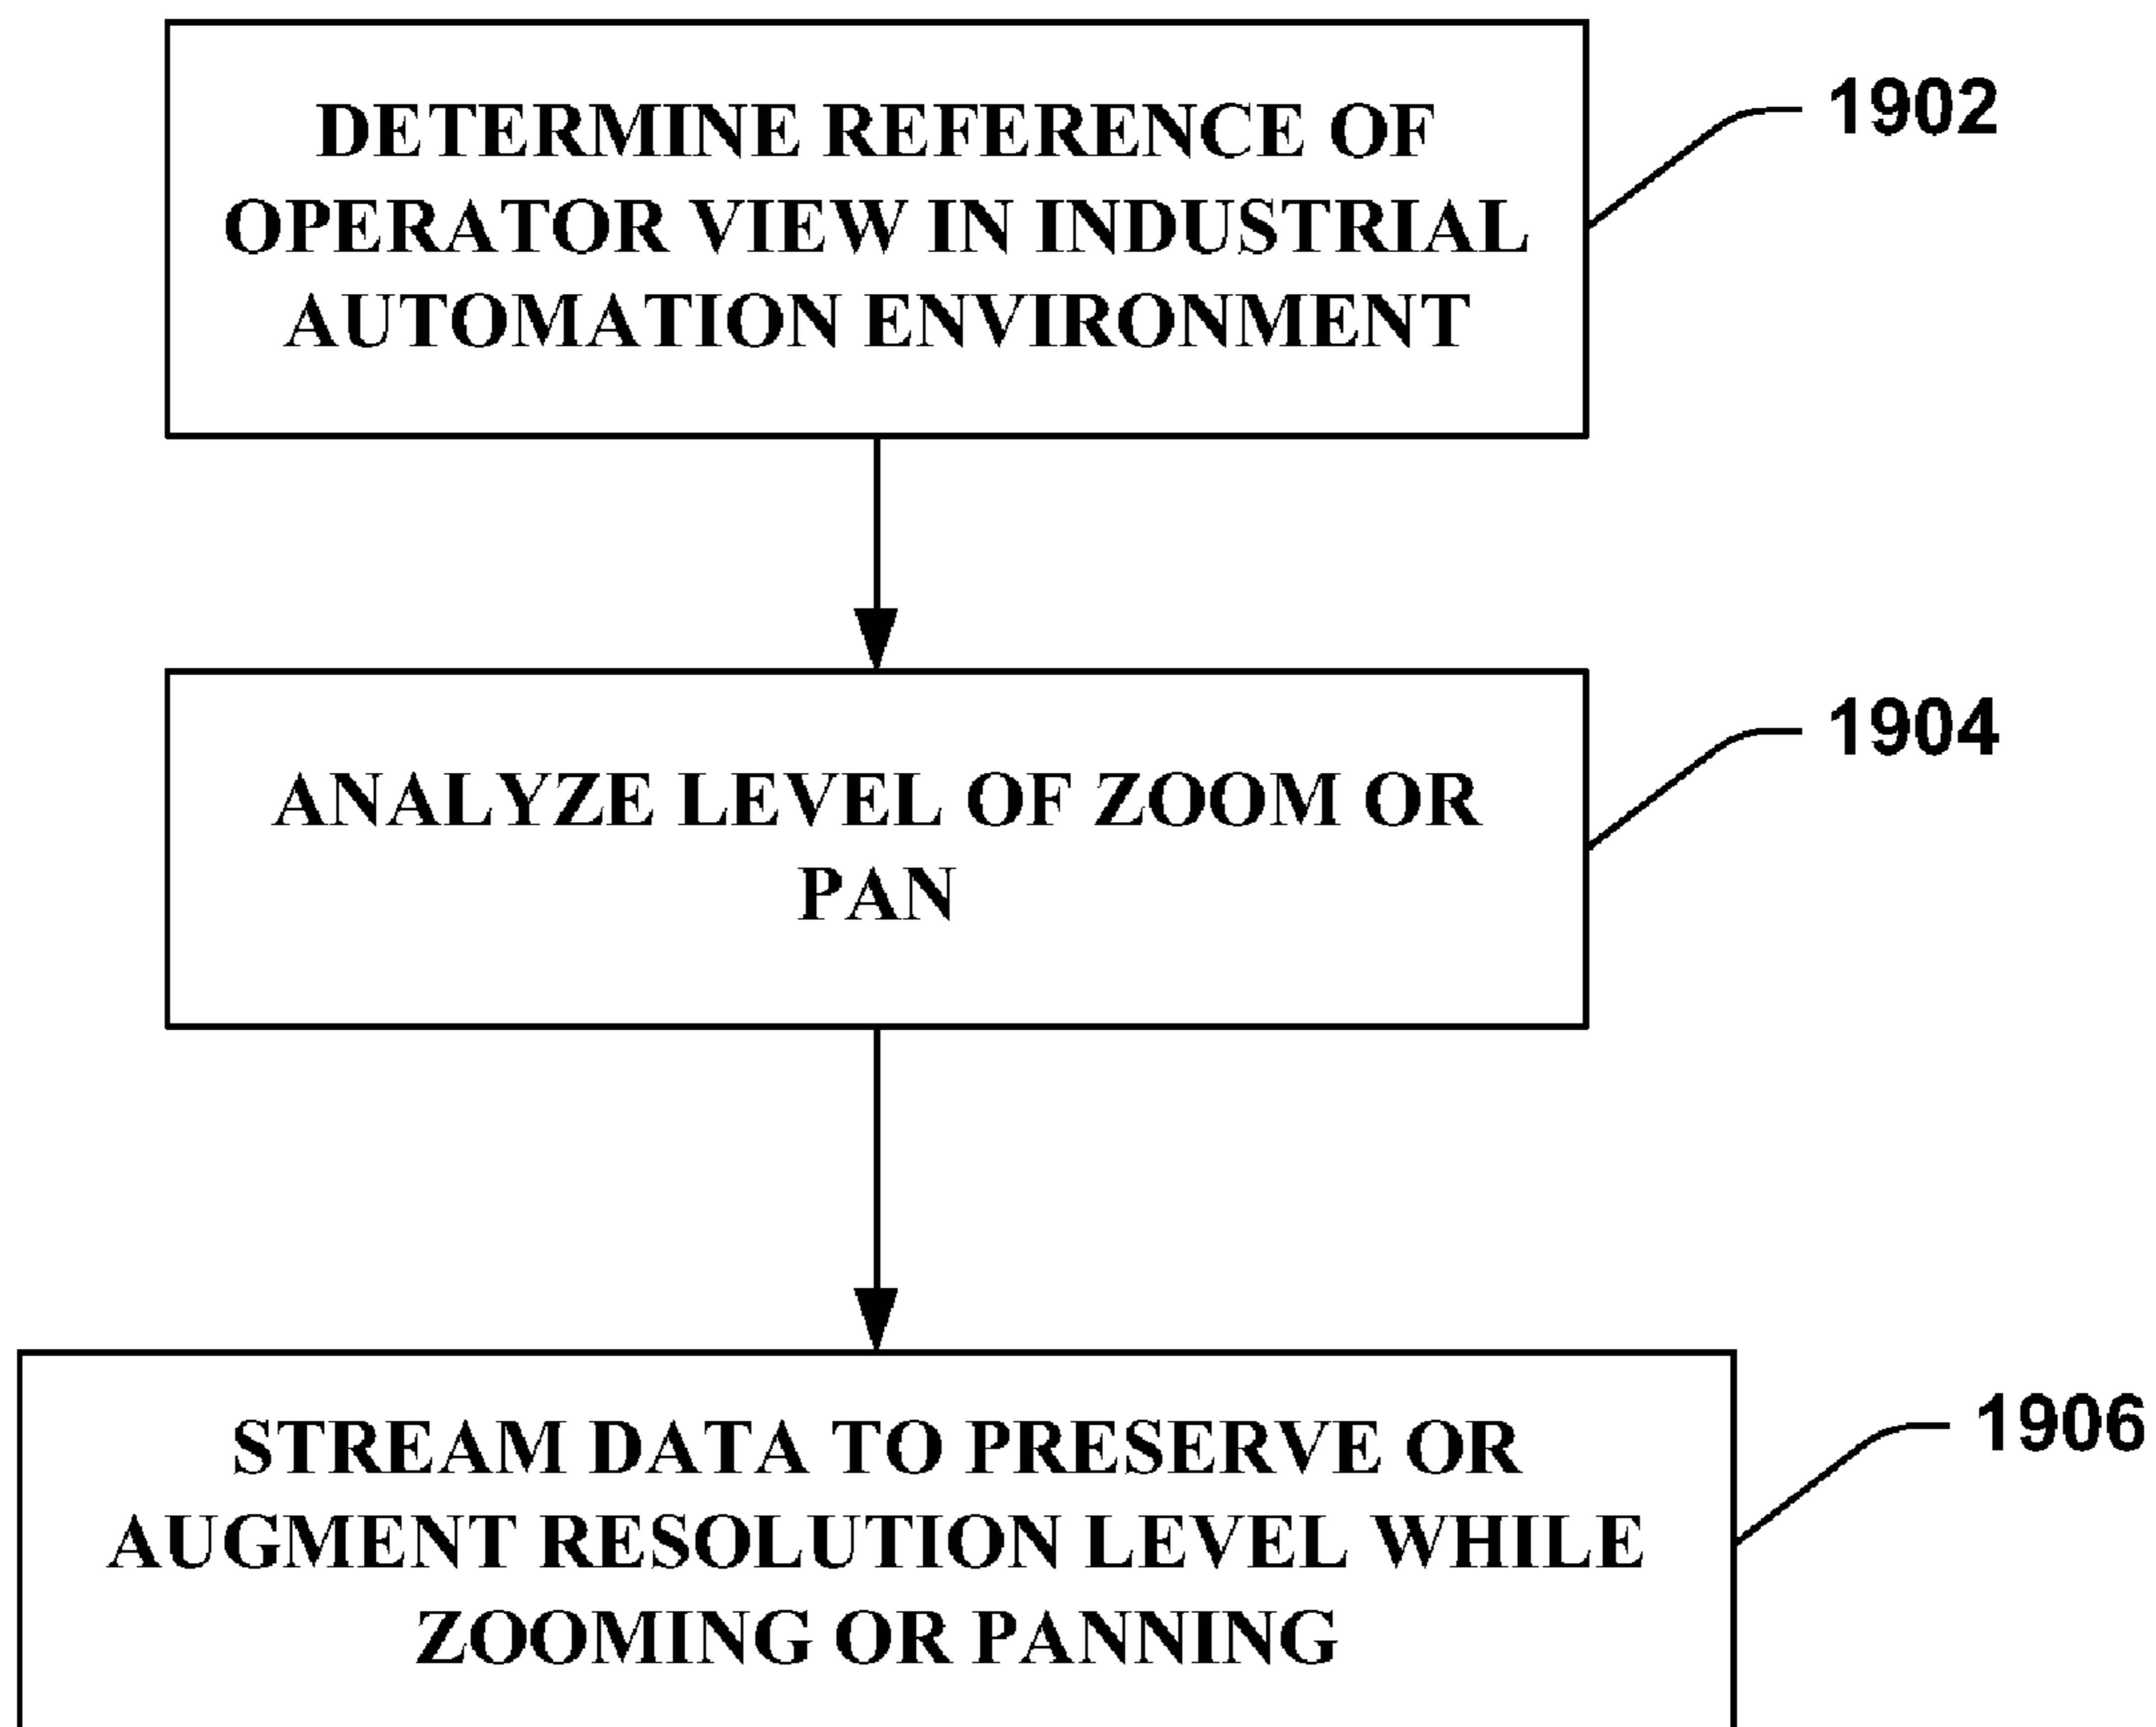 DETERMINE REFERENCE OF
OPERATOR VIEW IN INDUSTRIAL
AUTOMATION ENVIRONMENT
1902
ANALYZE LEVEL OF ZOOM OR
PAN
1904
STREAM DATA TO PRESERVE OR
AUGMENT RESOLUTION LEVEL WHILE
ZOOMING OR PANNING
1906